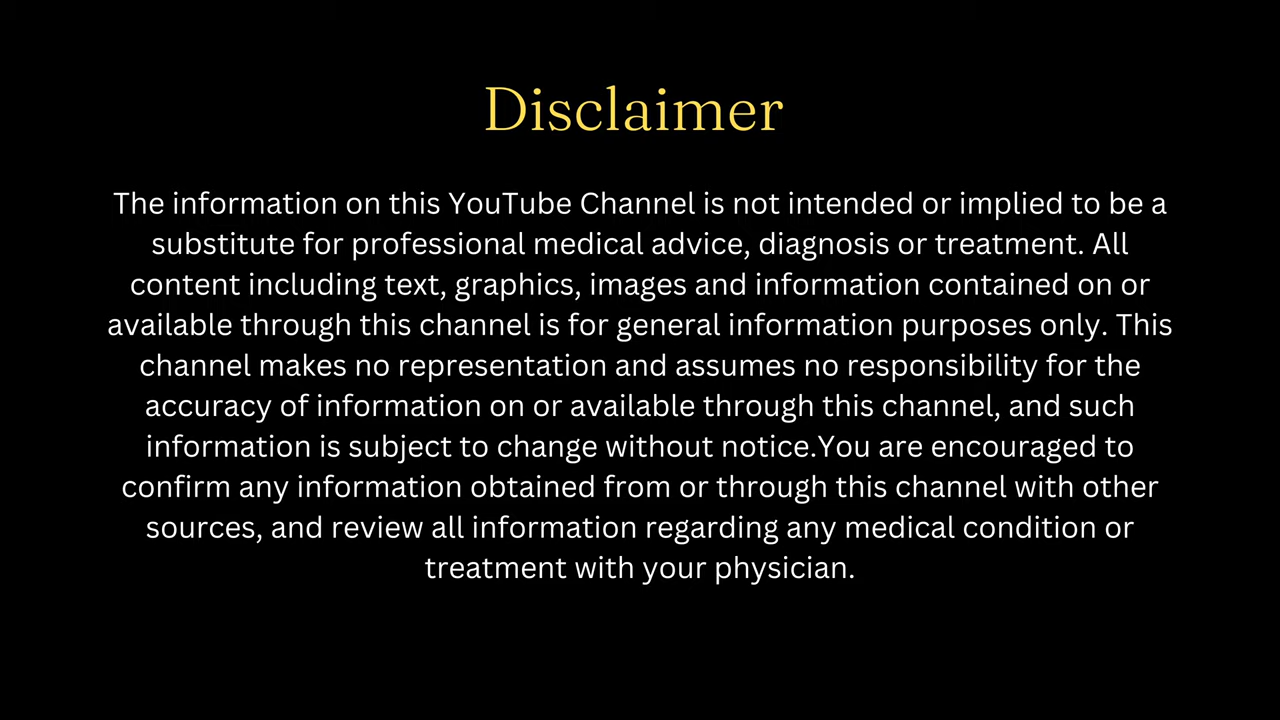 Disclaimer
The information on this YouTube Channel is not intended or implied to be a
substitute for professional medical advice, diagnosis or treatment. All
content including text, graphics, images and information contained on or
available through this channel is for general information purposes only. This
channel makes no representation and assumes no responsibility for the
accuracy of information on or available through this channel, and such
information is subject to change without notice.You are encouraged to
confirm any information obtained from or through this channel with other
sources, and review all information regarding any medical condition or
treatment with your physician.